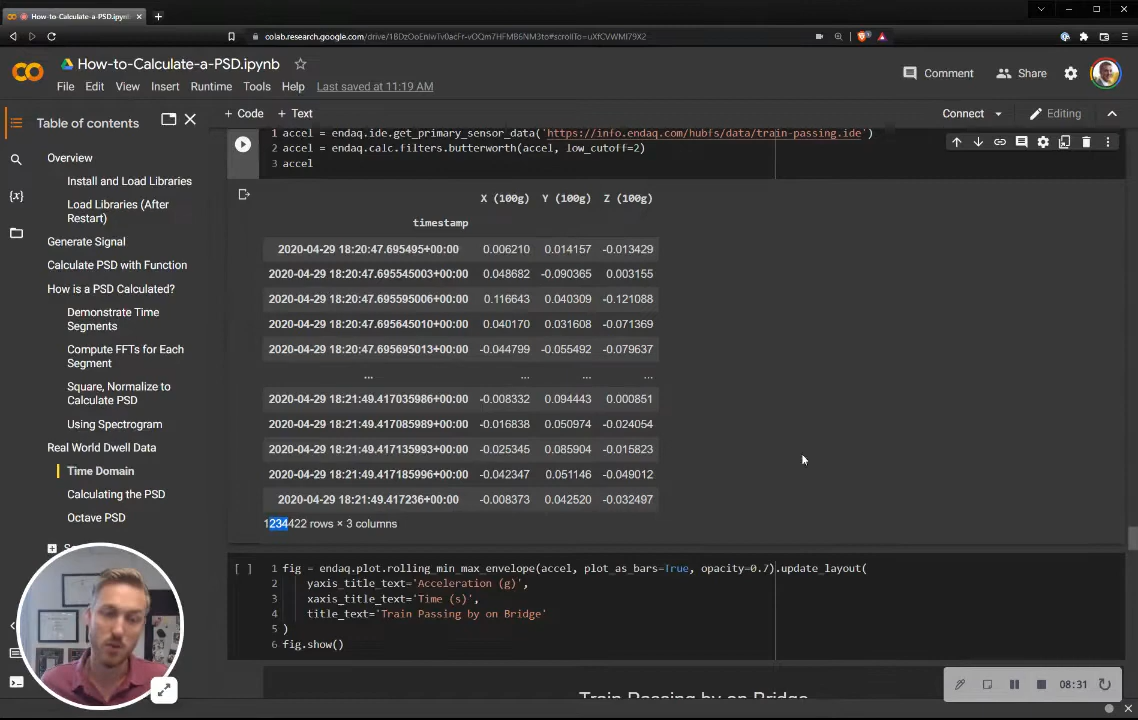 How-to-Calculate-a-PSD.ipynb
colab.research.google.com/drive/1BDzOoEniwTv0acFr-vOQm7HFMB6NM3to#scrollTo=uXfCVWMI79X2
How-to-Calculate-a-PSD.ipynb
File Edit View Insert Runtime Tools Help Last saved at 11:19 AM
Comment Share
+ Code + Text
Connect Editing
Table of contents
Overview
Install and Load Libraries
Load Libraries (After
Restart)
Generate Signal
Calculate PSD with Function
How is a PSD Calculated?
Demonstrate Time
Segments
Compute FFTs for Each
Segment
Square, Normalize to
Calculate PSD
Using Spectrogram
Real World Dwell Data
Time Domain
Calculating the PSD
Octave PSD
1 accel = endaq.ide.get_primary_sensor_data('https://info.endaq.com/hubfs/data/train-passing.ide')
2 accel = endaq.calc.filters.butterworth(accel, low_cutoff=2)
3 accel
X (100g) Y (100g) Z (100g)
timestamp
2020-04-29 18:20:47.695495+00:00 0.006210 0.014157 -0.013429
2020-04-29 18:20:47.695545003+00:00 0.048682 -0.090365 0.003155
2020-04-29 18:20:47.695595006+00:00 0.116643 0.040309 -0.121088
2020-04-29 18:20:47.695645010+00:00 0.040170 0.031608 -0.071369
2020-04-29 18:20:47.695695013+00:00 -0.044799 -0.055492 -0.079637
... ... ... ...
2020-04-29 18:21:49.417035986+00:00 -0.008332 0.094443 0.000851
2020-04-29 18:21:49.417085989+00:00 -0.016838 0.050974 -0.024054
2020-04-29 18:21:49.417135993+00:00 -0.025345 0.085904 -0.015823
2020-04-29 18:21:49.417185996+00:00 -0.042347 0.051146 -0.049012
2020-04-29 18:21:49.417236+00:00 -0.008373 0.042520 -0.032497
1234422 rows × 3 columns
[ ] 1 fig = endaq.plot.rolling_min_max_envelope(accel, plot_as_bars=True, opacity=0.7).update_layout(
2 yaxis_title_text='Acceleration (g)',
3 xaxis_title_text='Time (s)',
4 title_text='Train Passing by on Bridge'
5 )
6 fig.show()
Train Passing by on Bridge
08:31